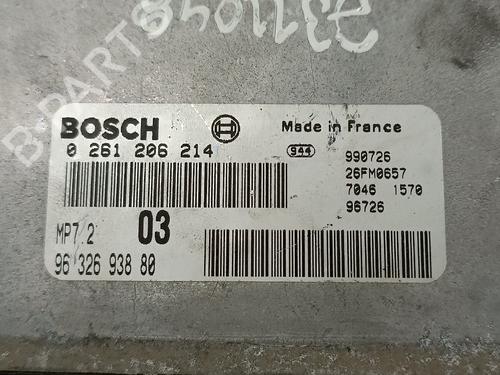 2311048
B-PARTS
BOSCH
Made in France
0 261 206 214
944
990726
26FM0657
7046 1570
96726
MP7.2
03
96 326 938 80